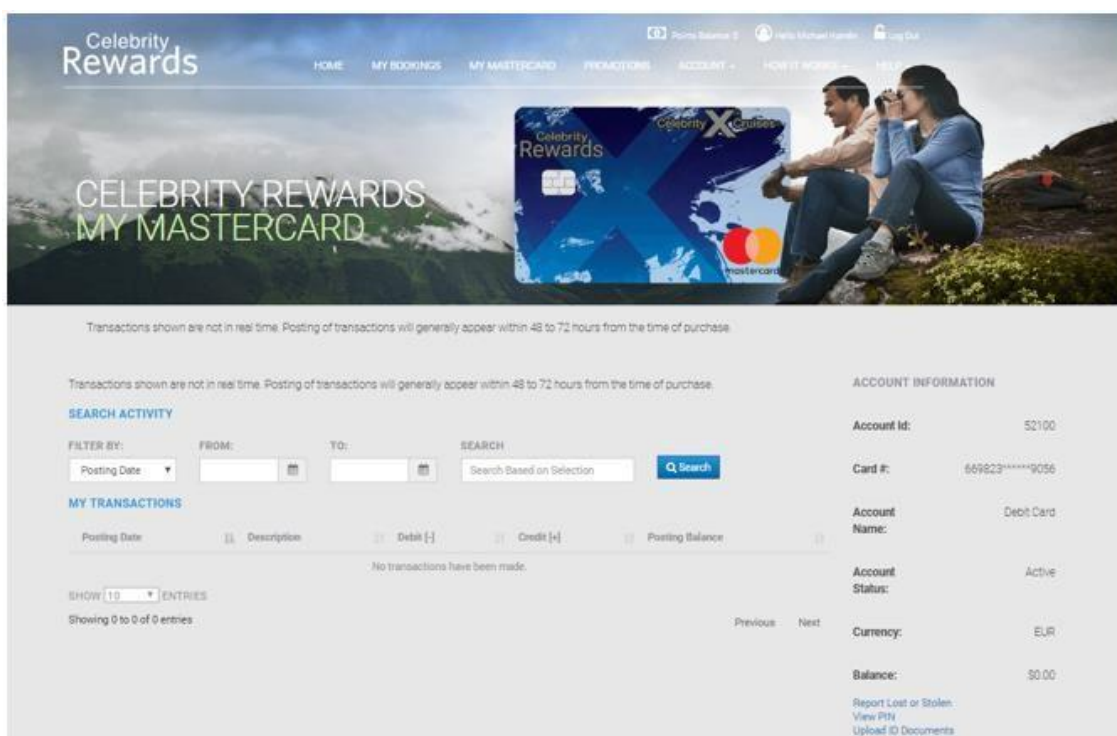 Celebrity
Rewards
Points Balance 0
Hello Michael
Log Out
HOME
MY BOOKINGS
MY MASTERCARD
PROMOTIONS
ACCOUNT
HOW IT WORKS
HELP
Celebrity
Rewards
Celebrity X Cruises
mastercard
CELEBRITY REWARDS
MY MASTERCARD
Transactions shown are not in real time. Posting of transactions will generally appear within 48 to 72 hours from the time of purchase.
Transactions shown are not in real time. Posting of transactions will generally appear within 48 to 72 hours from the time of purchase.
SEARCH ACTIVITY
FILTER BY: FROM: TO: SEARCH
Posting Date Search Based on Selection Search
MY TRANSACTIONS
Posting Date Description Debit [-] Credit [+] Posting Balance
No transactions have been made.
SHOW 10 ENTRIES
Showing 0 to 0 of 0 entries
Previous Next
ACCOUNT INFORMATION
Account Id: 52100
Card #: 669823******9056
Account Name: Debit Card
Account Status: Active
Currency: EUR
Balance: $0.00
Report Lost or Stolen
View PIN
Upload ID Documents